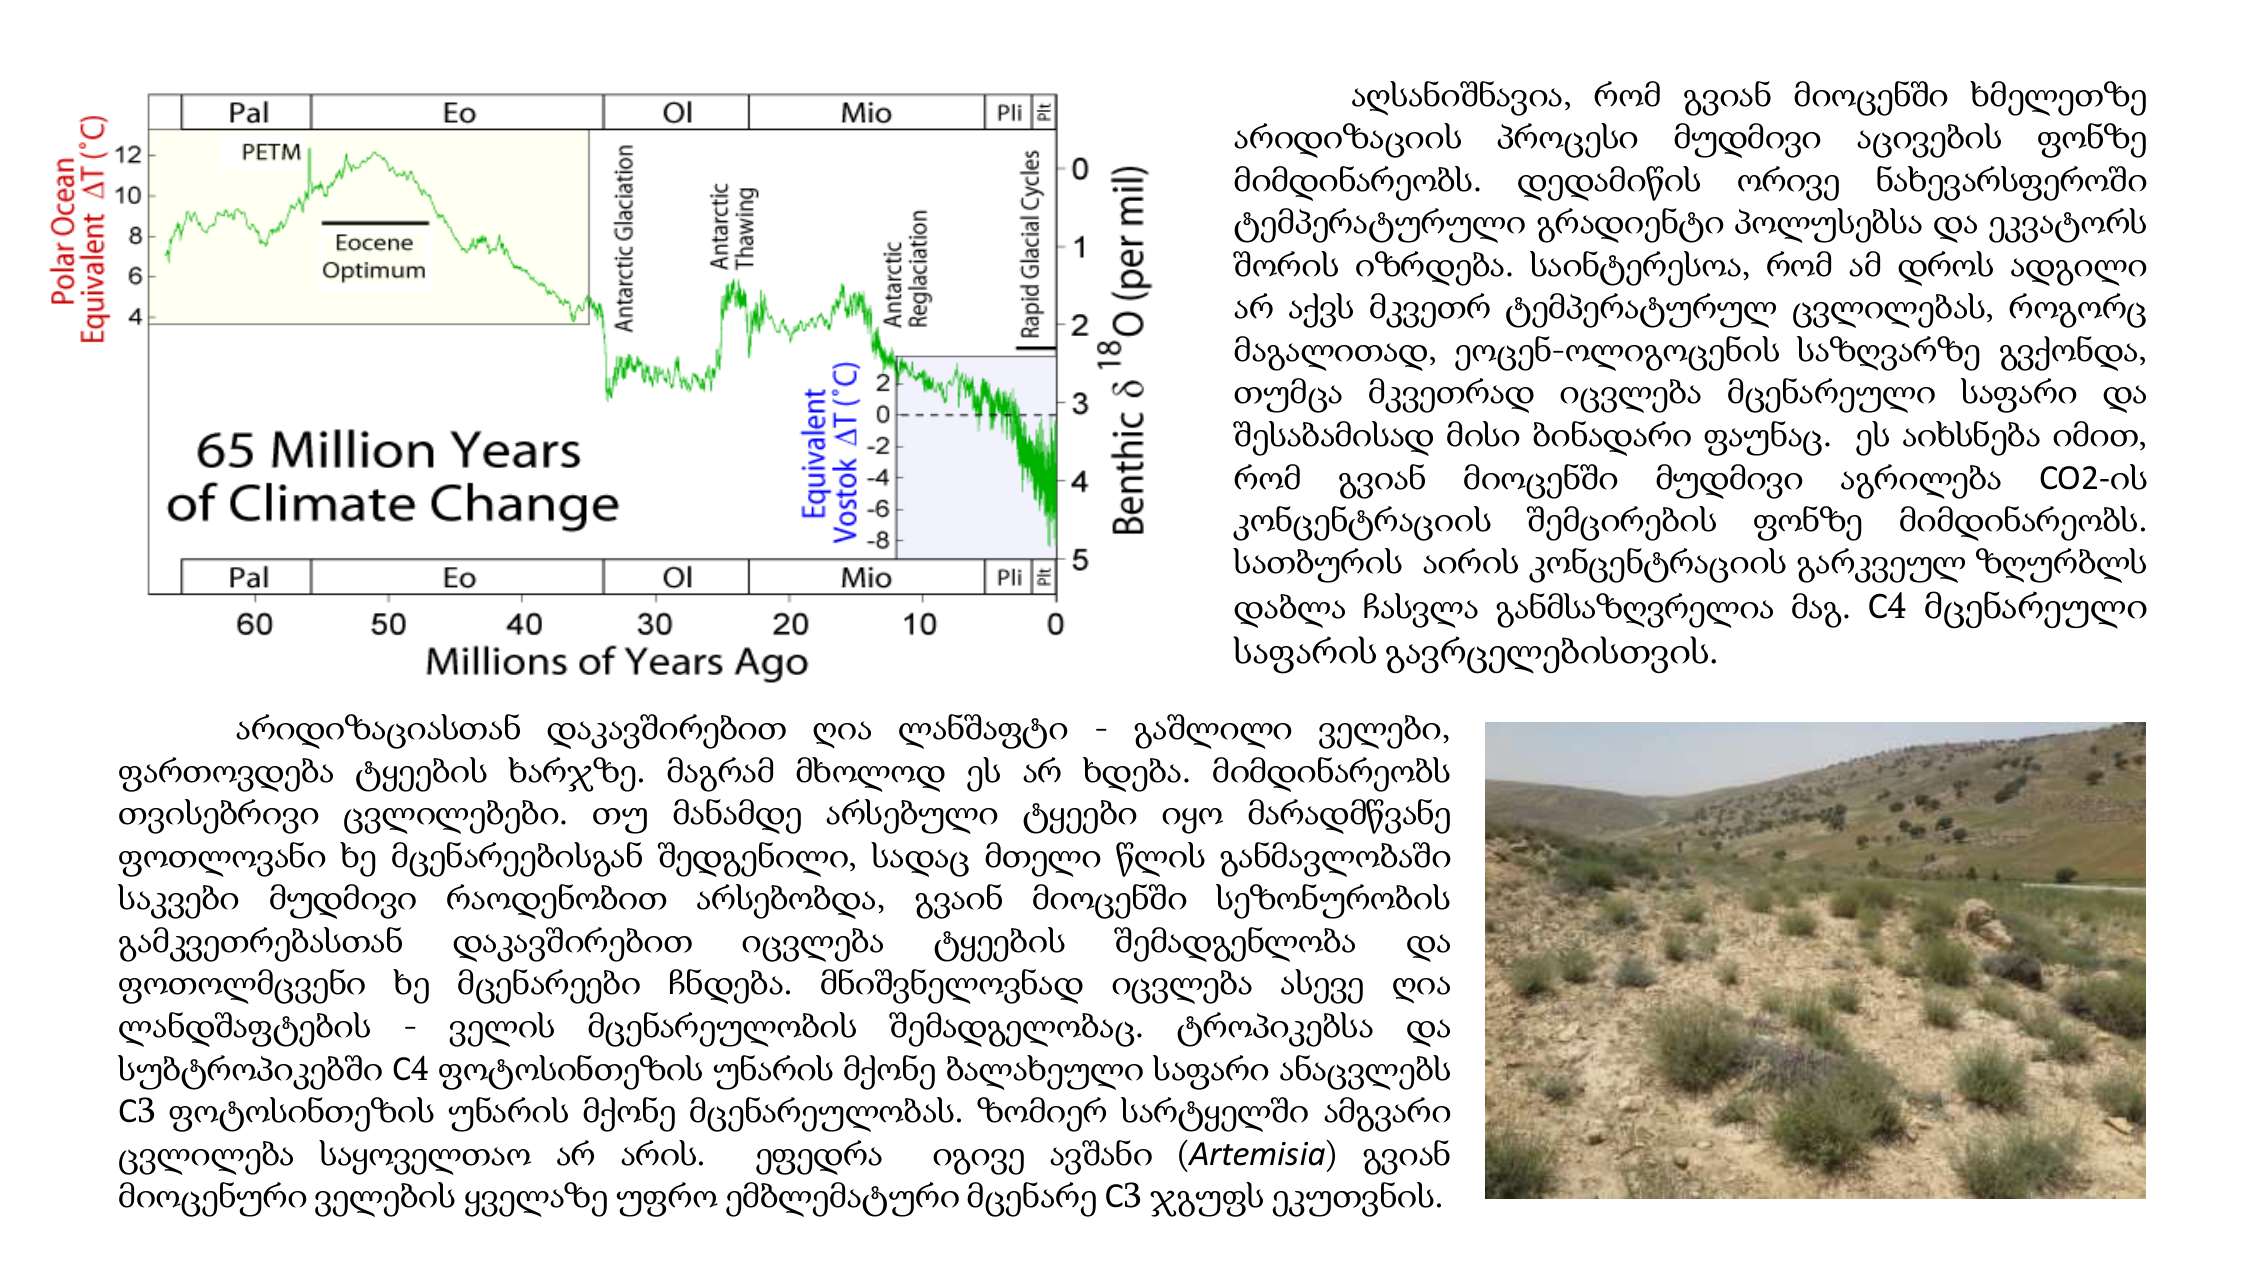 Pal Eo Ol Mio Pli Plt
Polar Ocean
Equivalent ΔT (˚C)
12
10
8
6
4
PETM
Eocene
Optimum
Antarctic Glaciation
Antarctic
Thawing
Antarctic
Reglaciation
Rapid Glacial Cycles
Equivalent
Vostok ΔT (˚C)
2
0
-2
-4
-6
-8
0
1
2
3
4
5
Benthic δ ¹⁸O (per mil)
65 Million Years
of Climate Change
Pal Eo Ol Mio Pli Plt
60 50 40 30 20 10 0
Millions of Years Ago
აღსანიშნავია, რომ გვიან მიოცენში ხმელეთზე
არიდიზაციის პროცესი მუდმივი აცივების ფონზე
მიმდინარეობს. დედამიწის ორივე ნახევარსფეროში
ტემპერატურული გრადიენტი პოლუსებსა და ეკვატორს
შორის იზრდება. საინტერესოა, რომ ამ დროს ადგილი
არ აქვს მკვეთრ ტემპერატურულ ცვლილებას, როგორც
მაგალითად, ეოცენ-ოლიგოცენის საზღვარზე გვქონდა,
თუმცა მკვეთრად იცვლება მცენარეული საფარი და
შესაბამისად მისი ბინადარი ფაუნაც. ეს აიხსნება იმით,
რომ გვიან მიოცენში მუდმივი აგრილება CO2-ის
კონცენტრაციის შემცირების ფონზე მიმდინარეობს.
სათბურის აირის კონცენტრაციის გარკვეულ ზღურბლს
დაბლა ჩასვლა განმსაზღვრელია მაგ. C4 მცენარეული
საფარის გავრცელებისთვის.
არიდიზაციასთან დაკავშირებით ღია ლანშაფტი - გაშლილი ველები,
ფართოვდება ტყეების ხარჯზე. მაგრამ მხოლოდ ეს არ ხდება. მიმდინარეობს
თვისებრივი ცვლილებები. თუ მანამდე არსებული ტყეები იყო მარადმწვანე
ფოთლოვანი ხე მცენარეებისგან შედგენილი, სადაც მთელი წლის განმავლობაში
საკვები მუდმივი რაოდენობით არსებობდა, გვაინ მიოცენში სეზონურობის
გამკვეთრებასთან დაკავშირებით იცვლება ტყეების შემადგენლობა და
ფოთოლმცვენი ხე მცენარეები ჩნდება. მნიშვნელოვნად იცვლება ასევე ღია
ლანდშაფტების - ველის მცენარეულობის შემადგელობაც. ტროპიკებსა და
სუბტროპიკებში C4 ფოტოსინთეზის უნარის მქონე ბალახეული საფარი ანაცვლებს
C3 ფოტოსინთეზის უნარის მქონე მცენარეულობას. ზომიერ სარტყელში ამგვარი
ცვლილება საყოველთაო არ არის. ეფედრა იგივე ავშანი (Artemisia) გვიან
მიოცენური ველების ყველაზე უფრო ემბლემატური მცენარე C3 ჯგუფს ეკუთვნის.